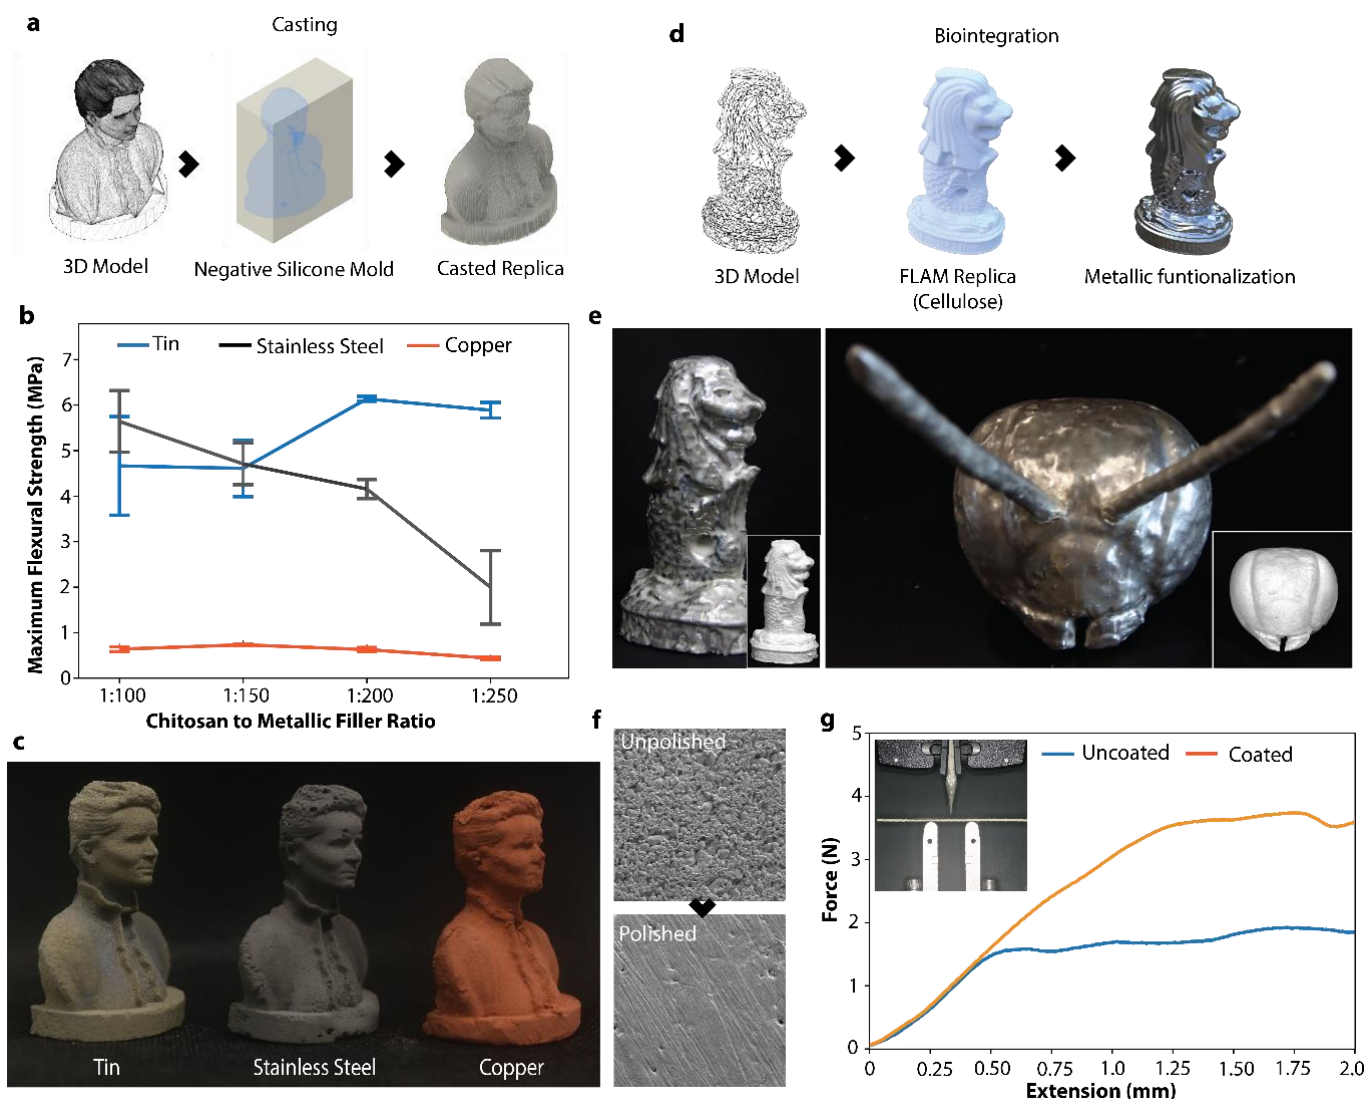 a
Casting
3D Model
Negative Silicone Mold
Casted Replica
d
Biointegration
3D Model
FLAM Replica
(Cellulose)
Metallic funtionalization
b
Tin
Stainless Steel
Copper
Maximum Flexural Strength (MPa)
7
6
5
4
3
2
1
0
1:100
1:150
1:200
1:250
Chitosan to Metallic Filler Ratio
e
c
Tin
Stainless Steel
Copper
f
Unpolished
Polished
g
Uncoated
Coated
Force (N)
5
4
3
2
1
0
0
0.25
0.50
0.75
1.0
1.25
1.50
1.75
2.0
Extension (mm)